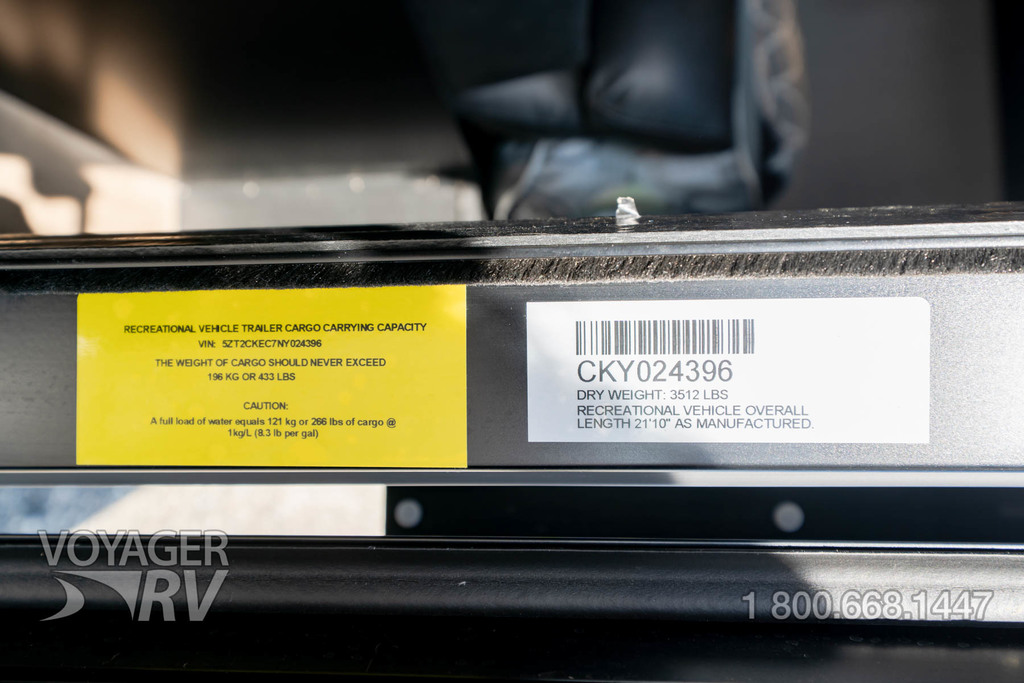 RECREATIONAL VEHICLE TRAILER CARGO CARRYING CAPACITY
VIN: 5ZT2CKEC7NY024396
THE WEIGHT OF CARGO SHOULD NEVER EXCEED
196 KG OR 433 LBS
CAUTION:
A full load of water equals 121 kg or 266 lbs of cargo @
1kg/L (8.3 lb per gal)
CKY024396
DRY WEIGHT: 3512 LBS
RECREATIONAL VEHICLE OVERALL
LENGTH 21'10" AS MANUFACTURED.
VOYAGER
RV
1 800.668.1447